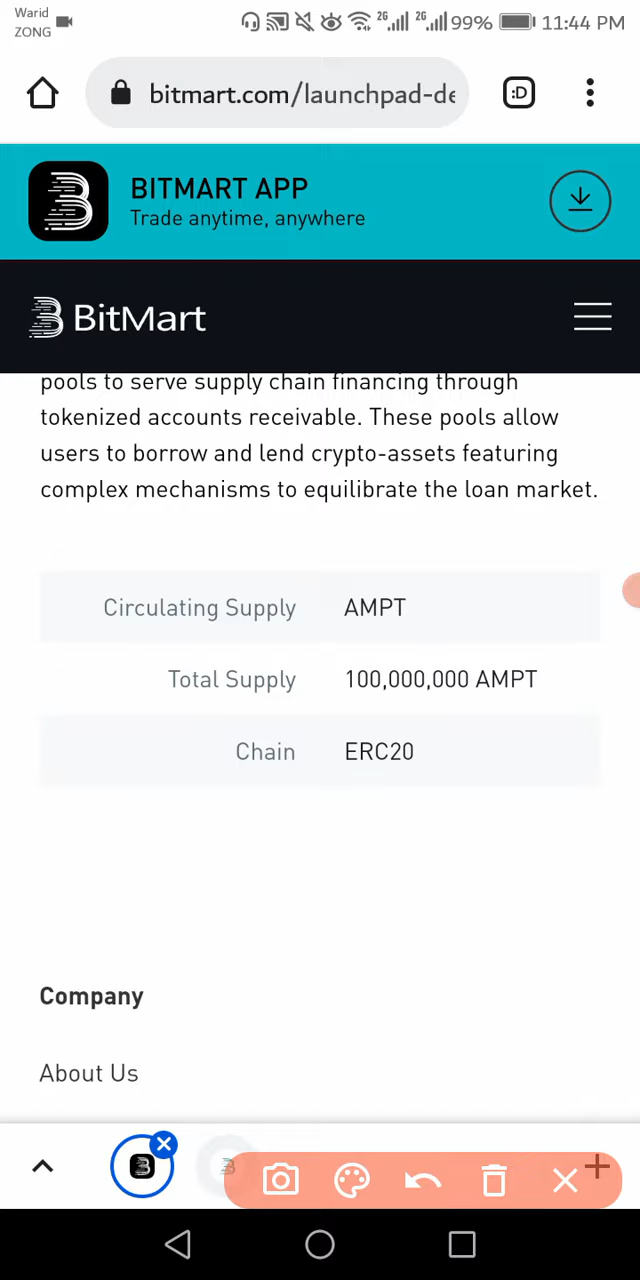 Warid
ZONG
2G 2G 99% 11:44 PM
:D
bitmart.com/launchpad-de
BITMART APP
Trade anytime, anywhere
BitMart
pools to serve supply chain financing through
tokenized accounts receivable. These pools allow
users to borrow and lend crypto-assets featuring
complex mechanisms to equilibrate the loan market.
Circulating Supply AMPT
Total Supply 100,000,000 AMPT
Chain ERC20
Company
About Us